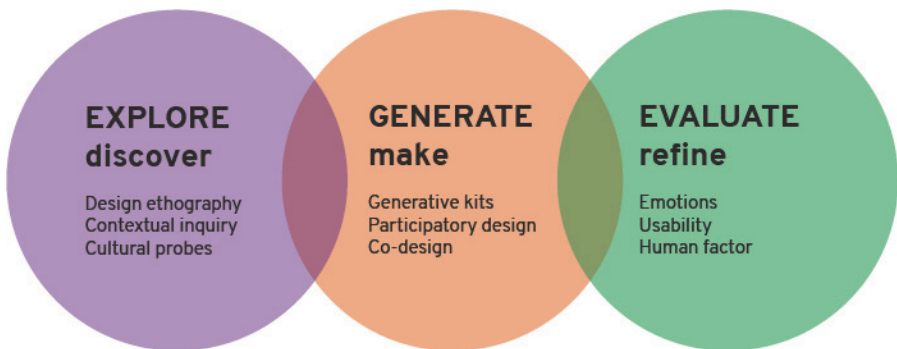 EXPLORE
discover
Design ethography
Contextual inquiry
Cultural probes
GENERATE
make
Generative kits
Participatory design
Co-design
EVALUATE
refine
Emotions
Usability
Human factor